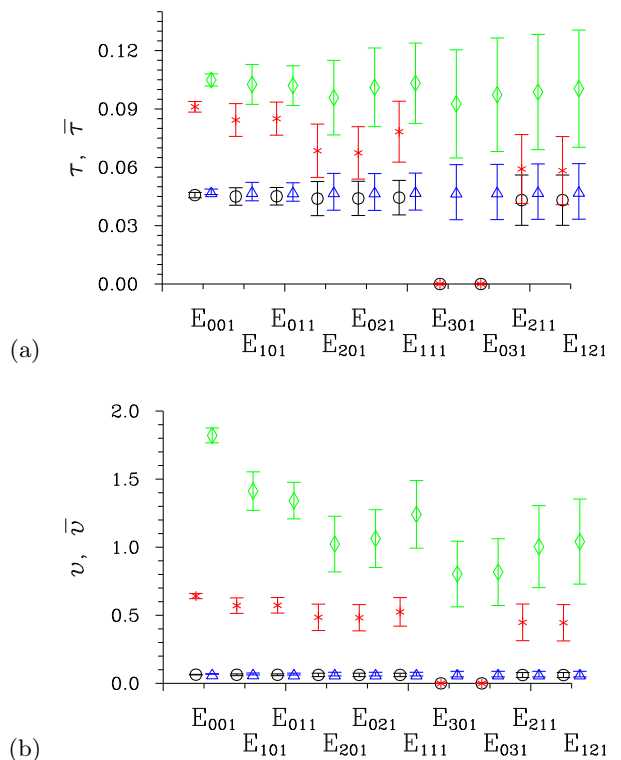 0.12
0.09
0.06
0.03
0.00
τ, τ̅
E₀₀₁ E₀₁₁ E₀₂₁ E₃₀₁ E₂₁₁
E₁₀₁ E₂₀₁ E₁₁₁ E₀₃₁ E₁₂₁
(a)
2.0
1.5
1.0
0.5
0.0
v, v̅
E₀₀₁ E₀₁₁ E₀₂₁ E₃₀₁ E₂₁₁
E₁₀₁ E₂₀₁ E₁₁₁ E₀₃₁ E₁₂₁
(b)